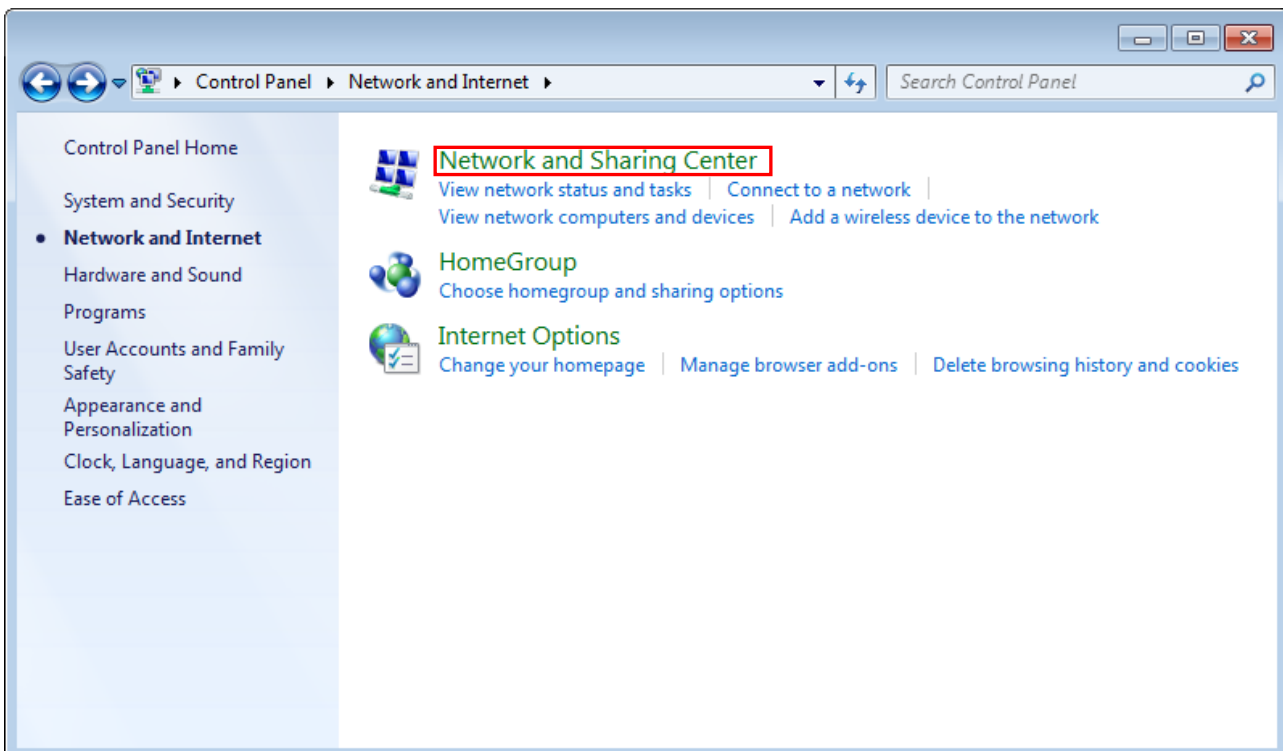 Control Panel Network and Internet Search Control Panel
Control Panel Home
System and Security
Network and Internet
Hardware and Sound
Programs
User Accounts and Family
Safety
Appearance and
Personalization
Clock, Language, and Region
Ease of Access
Network and Sharing Center
View network status and tasks Connect to a network
View network computers and devices Add a wireless device to the network
HomeGroup
Choose homegroup and sharing options
Internet Options
Change your homepage Manage browser add-ons Delete browsing history and cookies